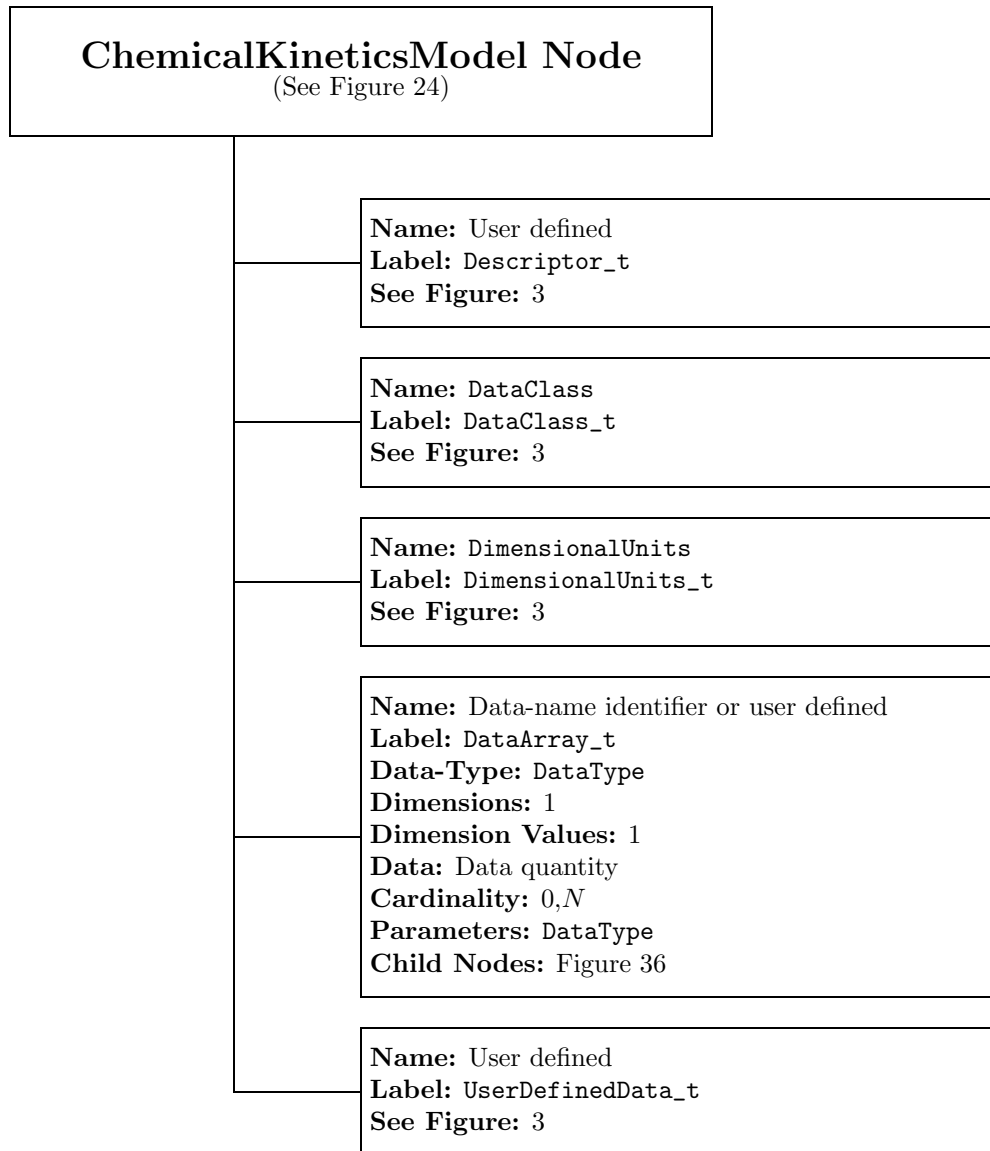 ChemicalKineticsModel Node
(See Figure 24)
Name: User defined
Label: Descriptor_t
See Figure: 3
Name: DataClass
Label: DataClass_t
See Figure: 3
Name: DimensionalUnits
Label: DimensionalUnits_t
See Figure: 3
Name: Data-name identifier or user defined
Label: DataArray_t
Data-Type: DataType
Dimensions: 1
Dimension Values: 1
Data: Data quantity
Cardinality: 0,N
Parameters: DataType
Child Nodes: Figure 36
Name: User defined
Label: UserDefinedData_t
See Figure: 3